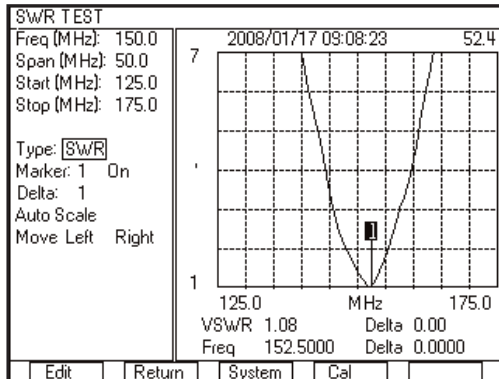 SWR TEST
Freq (MHz): 150.0
Span (MHz): 50.0
Start (MHz): 125.0
Stop (MHz): 175.0
Type: SWR
Marker: 1 On
Delta: 1
Auto Scale
Move Left Right
2008/01/17 03:08:23 52.4
7
1
1
125.0 MHz 175.0
VSWR 1.08 Delta 0.00
Freq 152.5000 Delta 0.0000
Edit Return System Cal